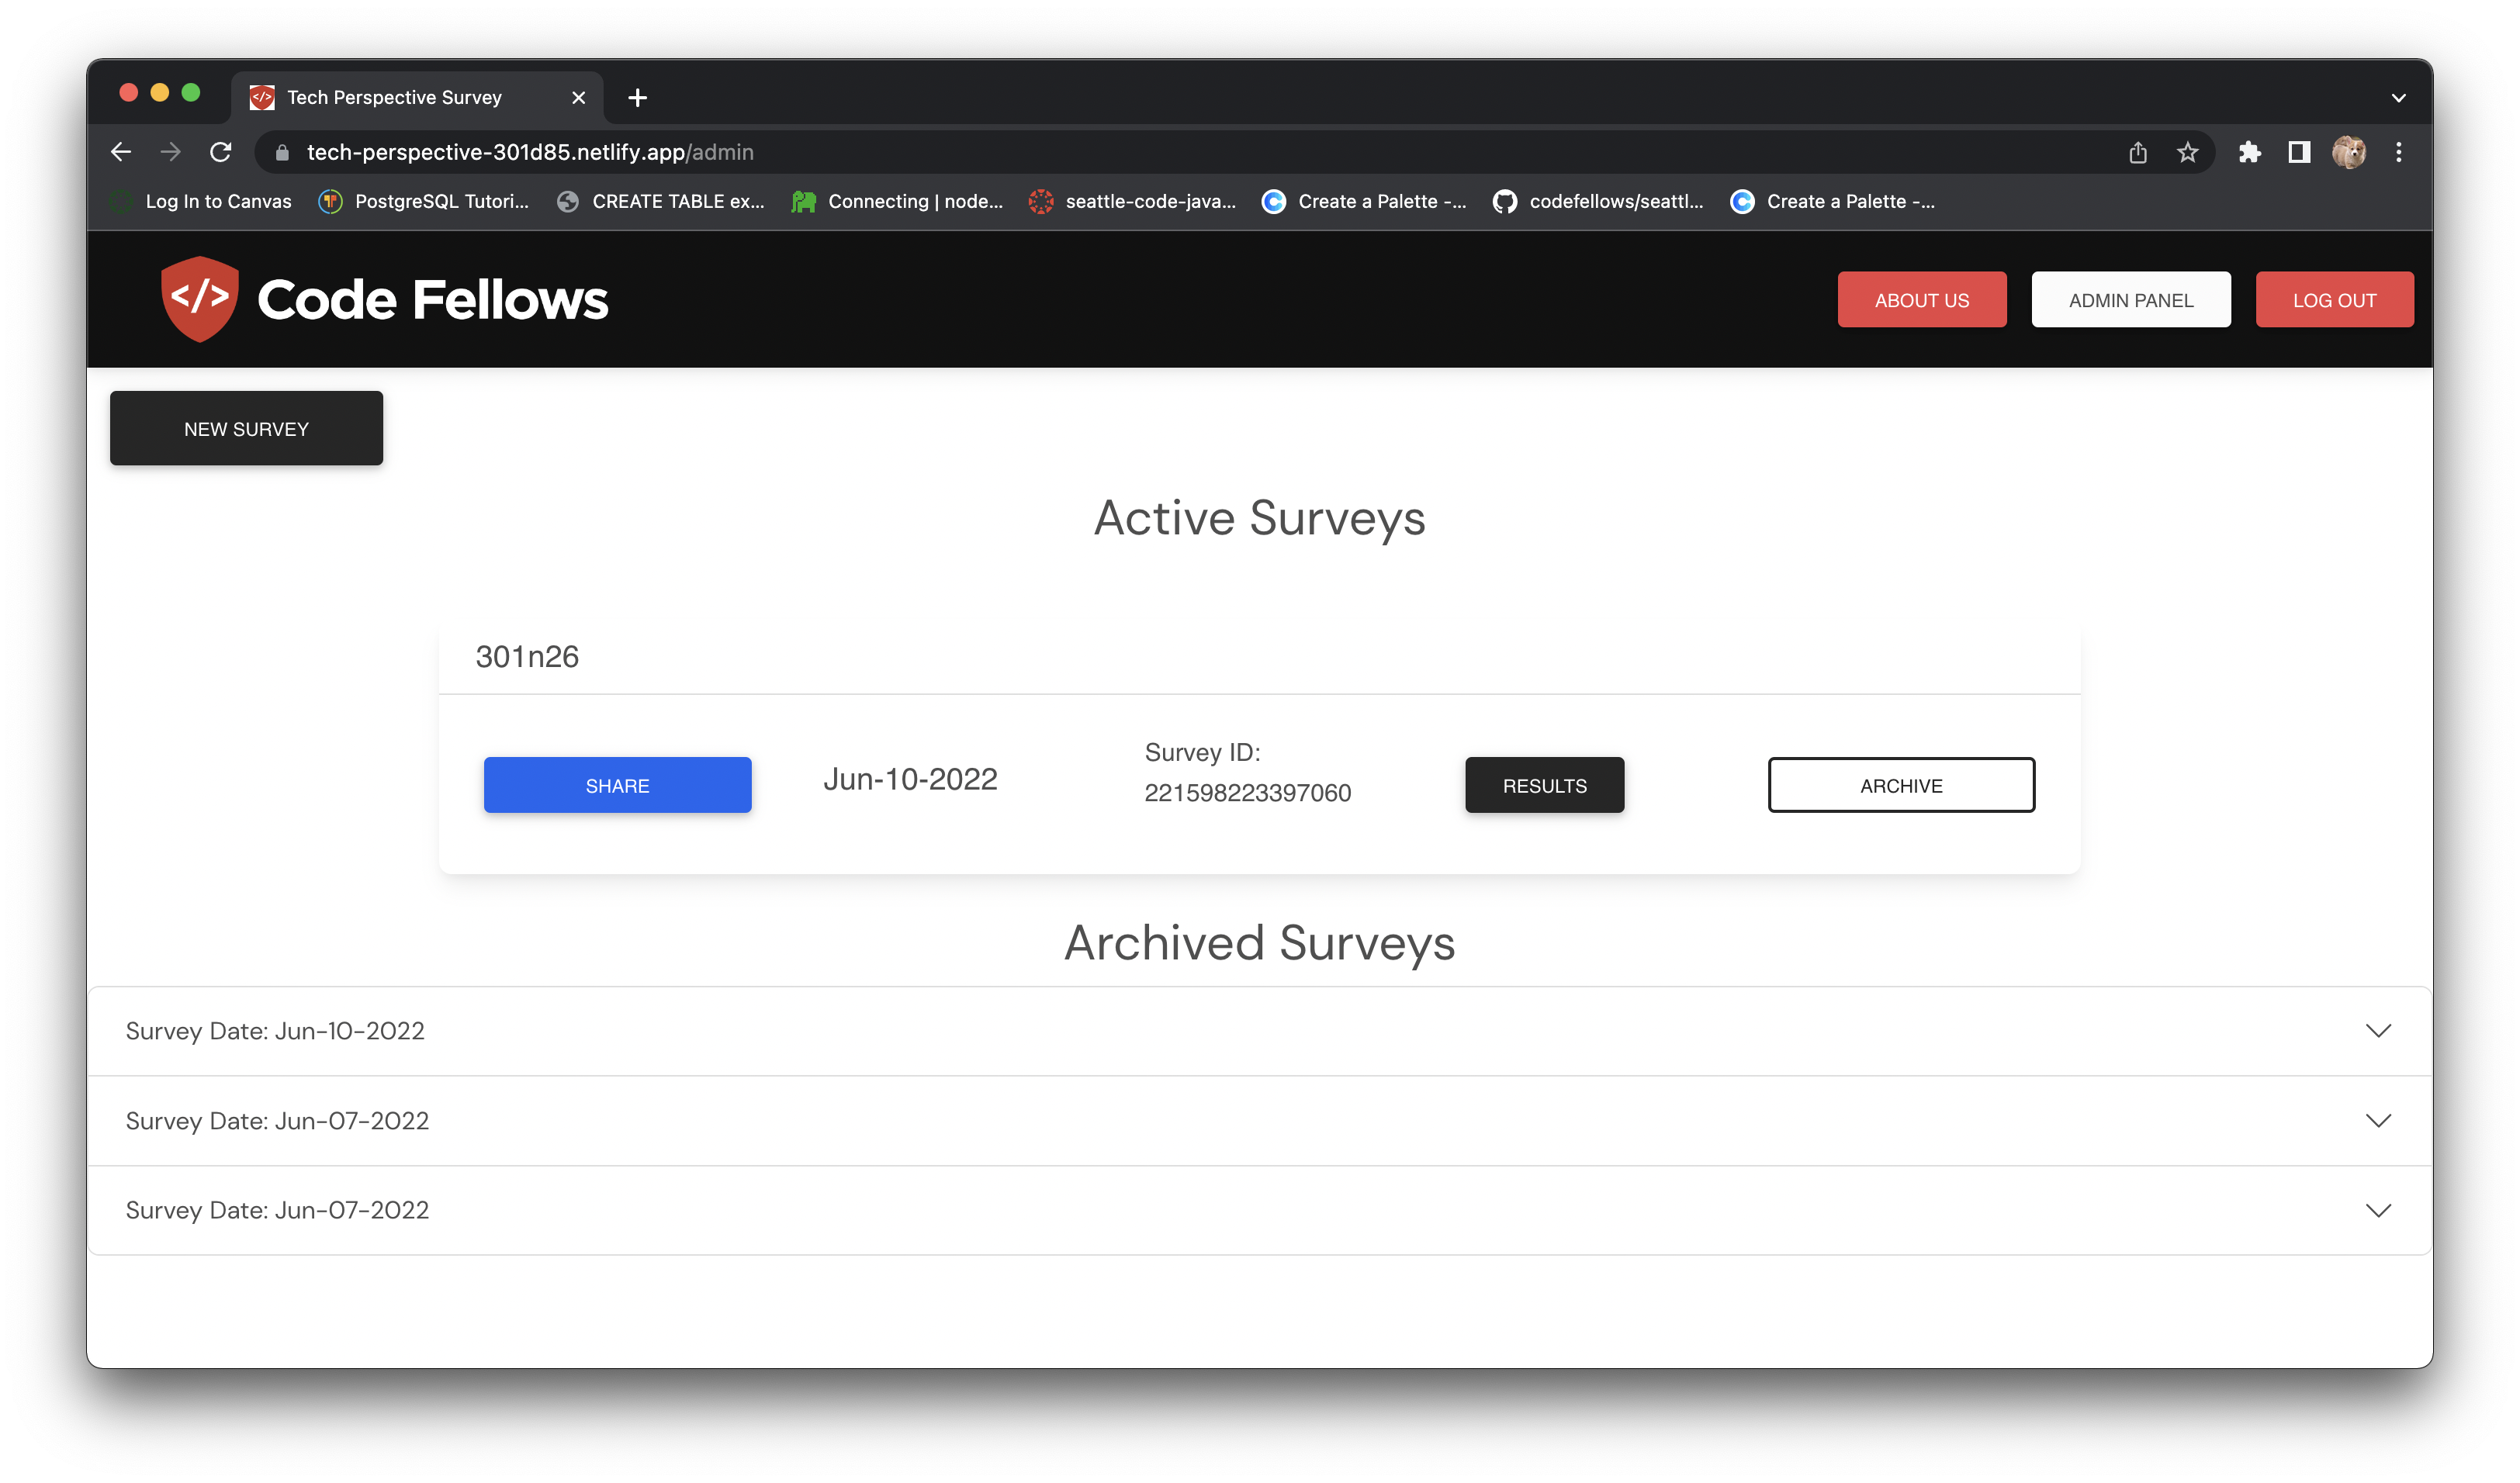 Tech Perspective Survey
tech-perspective-301d85.netlify.app/admin
Log In to Canvas
PostgreSQL Tutori...
CREATE TABLE ex...
Connecting | node...
seattle-code-java...
Create a Palette -...
codefellows/seattl...
Create a Palette -...
</> Code Fellows
ABOUT US
ADMIN PANEL
LOG OUT
NEW SURVEY
Active Surveys
301n26
SHARE
Jun-10-2022
Survey ID:
221598223397060
RESULTS
ARCHIVE
Archived Surveys
Survey Date: Jun-10-2022
Survey Date: Jun-07-2022
Survey Date: Jun-07-2022